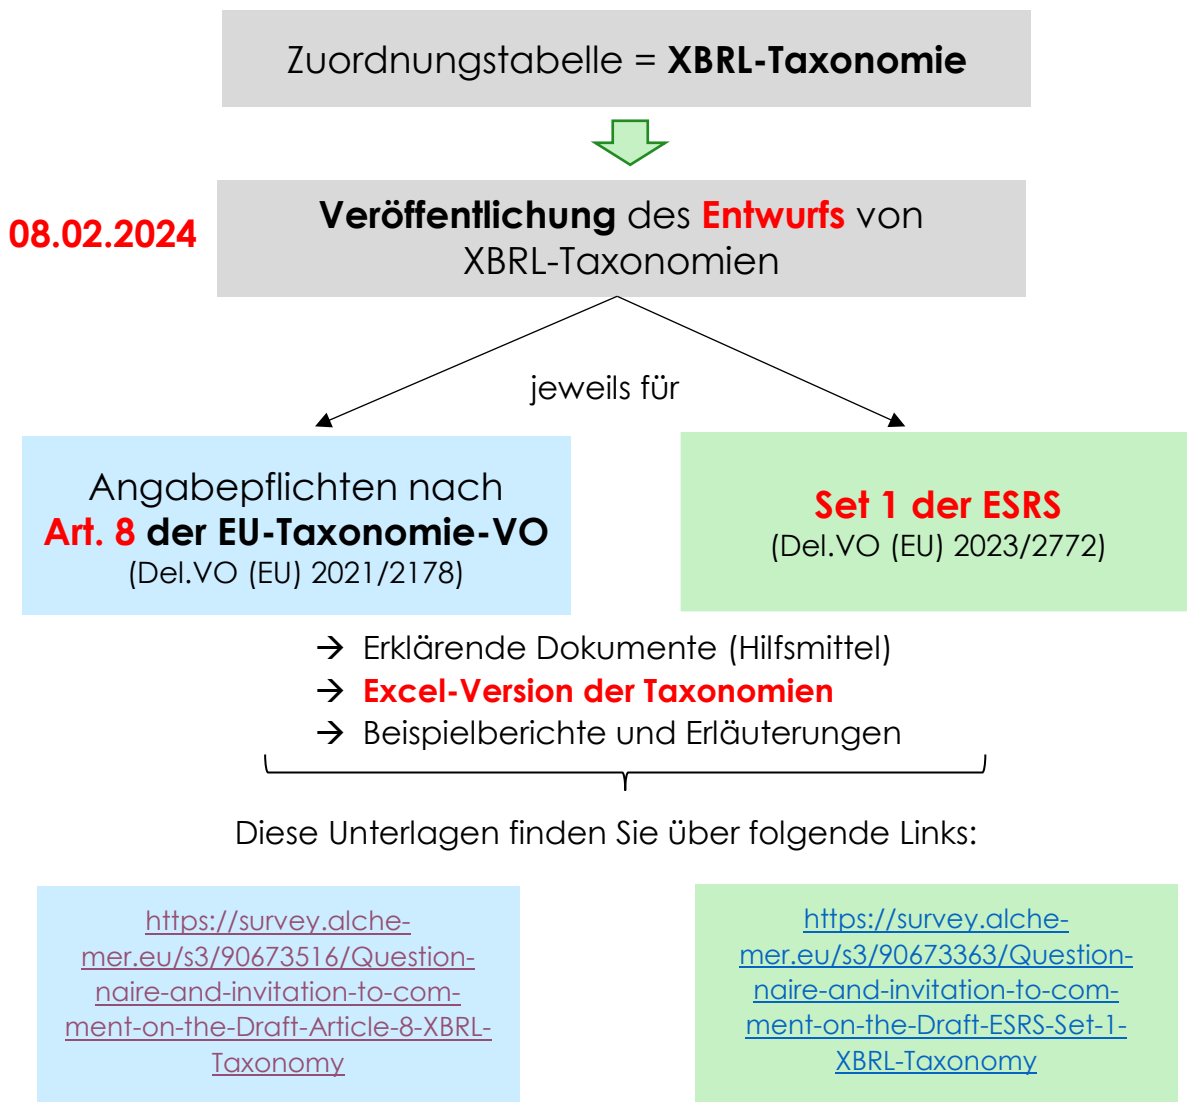 Zuordnungstabelle = XBRL-Taxonomie
08.02.2024
Veröffentlichung des Entwurfs von
XBRL-Taxonomien
jeweils für
Angabepflichten nach
Art. 8 der EU-Taxonomie-VO
(Del.VO (EU) 2021/2178)
Set 1 der ESRS
(Del.VO (EU) 2023/2772)
→ Erklärende Dokumente (Hilfsmittel)
→ Excel-Version der Taxonomien
→ Beispielberichte und Erläuterungen
Diese Unterlagen finden Sie über folgende Links:
https://survey.alche-
mer.eu/s3/90673516/Question-
naire-and-invitation-to-com-
ment-on-the-Draft-Article-8-XBRL-
Taxonomy
https://survey.alche-
mer.eu/s3/90673363/Question-
naire-and-invitation-to-com-
ment-on-the-Draft-ESRS-Set-1-
XBRL-Taxonomy